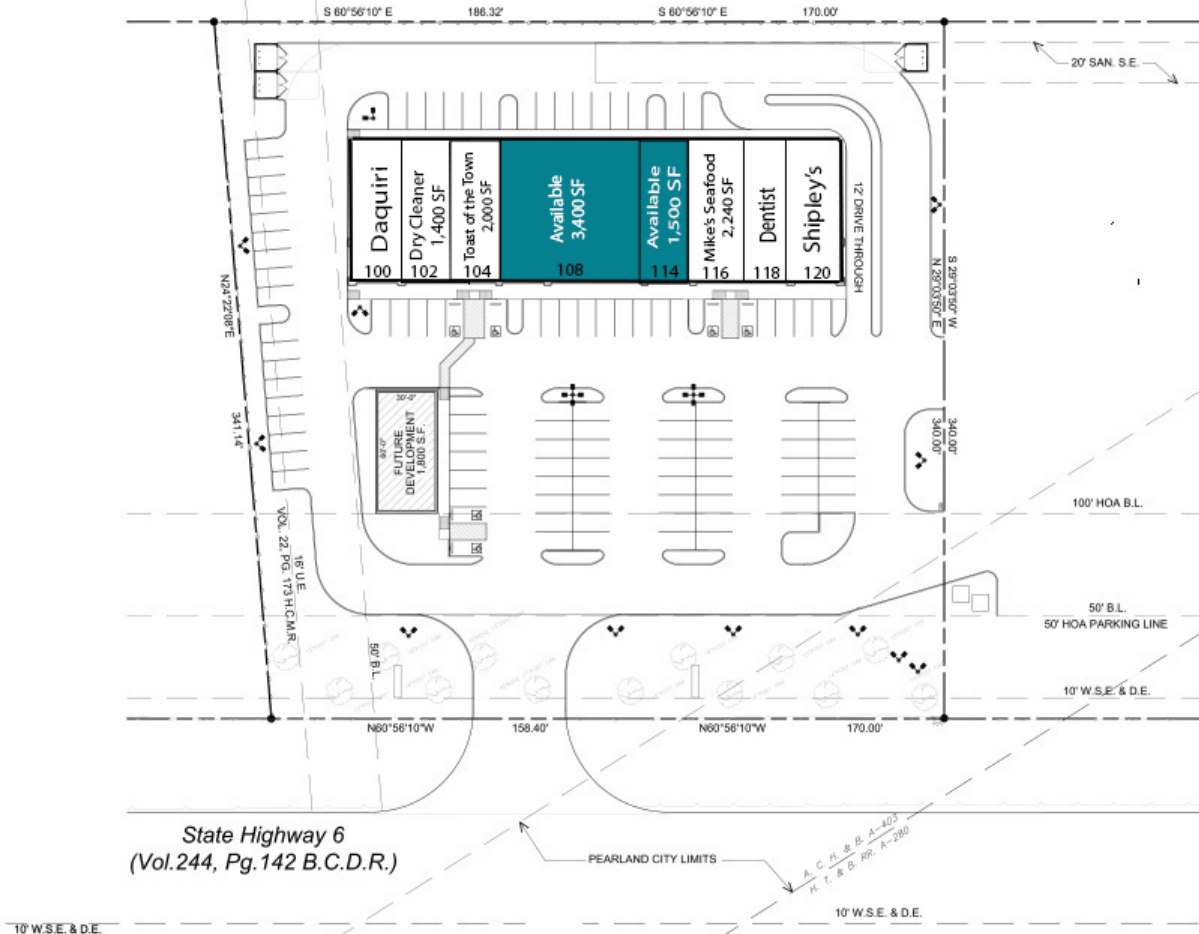 S 60°56'10" E 186.32' S 60°56'10" E 170.00'
20' SAN. S.E.
Daquiri
100
Dry Cleaner
1,400 SF
102
Toast of the Town
2,000 SF
104
Available
3,400 SF
108
Available
1,500 SF
114
Mike's Seafood
2,240 SF
116
Dentist
118
Shipley's
120
12' DRIVE THROUGH
S 29°03'50" W
N 29°03'50" E
340.00'
340.00'
N24°22'08"E
341.14'
30'-0"
60'-0"
FUTURE
DEVELOPMENT
1,800 S.F.
100' HOA B.L.
16' U.E.
VOL. 22, PG. 173 H.C.M.R.
50' B.L.
50' B.L.
50' HOA PARKING LINE
10' W.S.E. & D.E.
N60°56'10"W 158.40' N60°56'10"W 170.00'
State Highway 6
(Vol.244, Pg.142 B.C.D.R.)
PEARLAND CITY LIMITS
A. C. H. & B. A-403
H. T. & B. RR. A-280
10' W.S.E. & D.E.
10' W.S.E. & D.E.